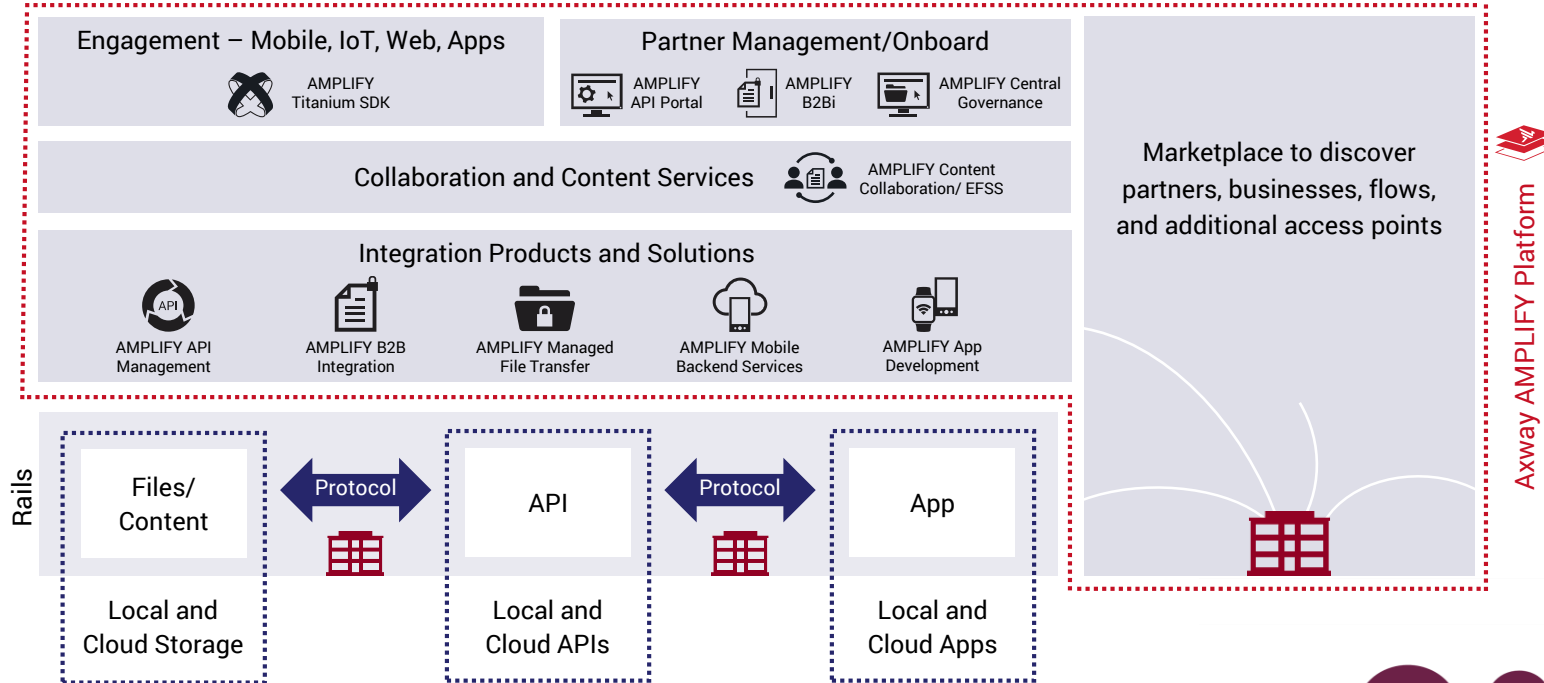 Engagement – Mobile, IoT, Web, Apps
AMPLIFY
Titanium SDK
Partner Management/Onboard
AMPLIFY
API Portal
AMPLIFY
B2Bi
AMPLIFY Central
Governance
Collaboration and Content Services
AMPLIFY Content
Collaboration/ EFSS
Integration Products and Solutions
API
AMPLIFY API
Management
AMPLIFY B2B
Integration
AMPLIFY Managed
File Transfer
AMPLIFY Mobile
Backend Services
AMPLIFY App
Development
Marketplace to discover
partners, businesses, flows,
and additional access points
Axway AMPLIFY Platform
Rails
Files/
Content
Protocol
API
Protocol
App
Local and
Cloud Storage
Local and
Cloud APIs
Local and
Cloud Apps